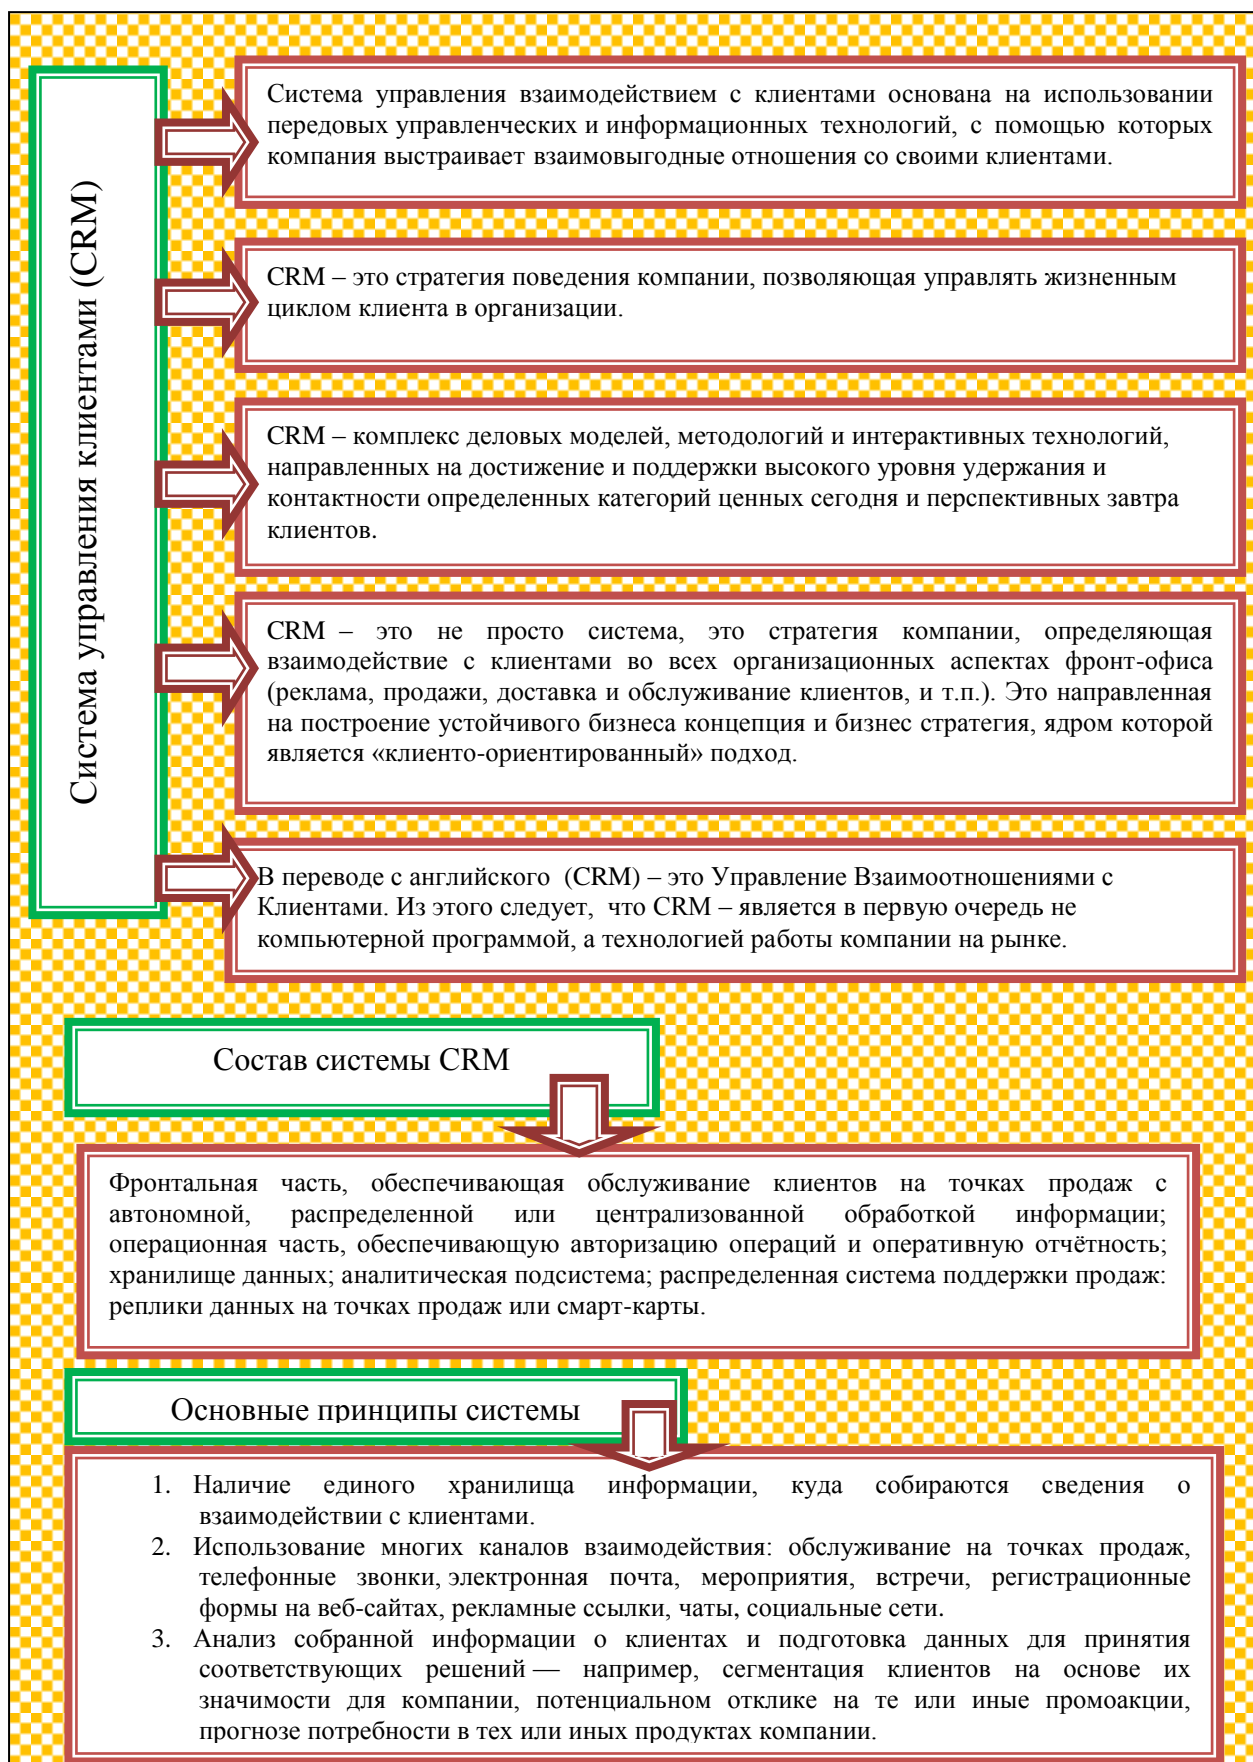 Система управления клиентами (CRM)
Система управления взаимодействием с клиентами основана на использовании
передовых управленческих и информационных технологий, с помощью которых
компания выстраивает взаимовыгодные отношения со своими клиентами.
CRM – это стратегия поведения компании, позволяющая управлять жизненным
циклом клиента в организации.
CRM – комплекс деловых моделей, методологий и интерактивных технологий,
направленных на достижение и поддержки высокого уровня удержания и
контактности определенных категорий ценных сегодня и перспективных завтра
клиентов.
CRM – это не просто система, это стратегия компании, определяющая
взаимодействие с клиентами во всех организационных аспектах фронт-офиса
(реклама, продажи, доставка и обслуживание клиентов, и т.п.). Это направленная
на построение устойчивого бизнеса концепция и бизнес стратегия, ядром которой
является «клиенто-ориентированный» подход.
В переводе с английского (CRM) – это Управление Взаимоотношениями с
Клиентами. Из этого следует, что CRM – является в первую очередь не
компьютерной программой, а технологией работы компании на рынке.
Состав системы CRM
Фронтальная часть, обеспечивающая обслуживание клиентов на точках продаж с
автономной, распределенной или централизованной обработкой информации;
операционная часть, обеспечивающую авторизацию операций и оперативную отчётность;
хранилище данных; аналитическая подсистема; распределенная система поддержки продаж:
реплики данных на точках продаж или смарт-карты.
Основные принципы системы
1. Наличие единого хранилища информации, куда собираются сведения о
взаимодействии с клиентами.
2. Использование многих каналов взаимодействия: обслуживание на точках продаж,
телефонные звонки, электронная почта, мероприятия, встречи, регистрационные
формы на веб-сайтах, рекламные ссылки, чаты, социальные сети.
3. Анализ собранной информации о клиентах и подготовка данных для принятия
соответствующих решений — например, сегментация клиентов на основе их
значимости для компании, потенциальном отклике на те или иные промоакции,
прогнозе потребности в тех или иных продуктах компании.